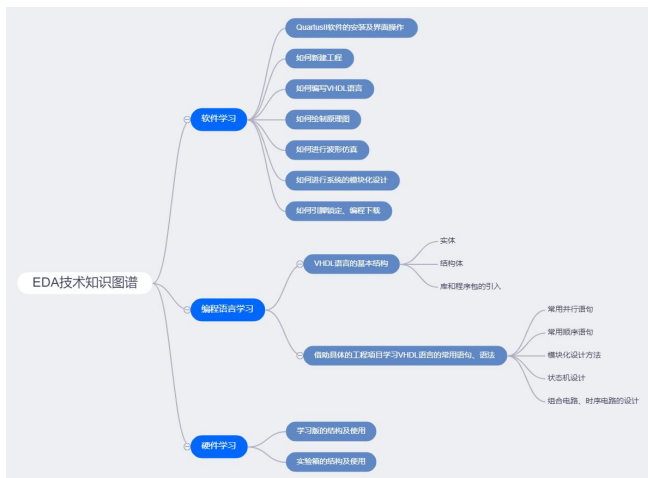 QuartusII软件的安装及界面操作
如何新建工程
如何编写VHDL语言
软件学习
如何绘制原理图
如何进行波形仿真
如何进行系统的模块化设计
如何引脚锁定、编程下载
EDA技术知识图谱
编程语言学习
VHDL语言的基本结构
实体
结构体
库和程序包的引入
借助具体的工程项目学习VHDL语言的常用语句、语法
常用并行语句
常用顺序语句
模块化设计方法
状态机设计
组合电路、时序电路的设计
硬件学习
学习版的结构及使用
实验箱的结构及使用